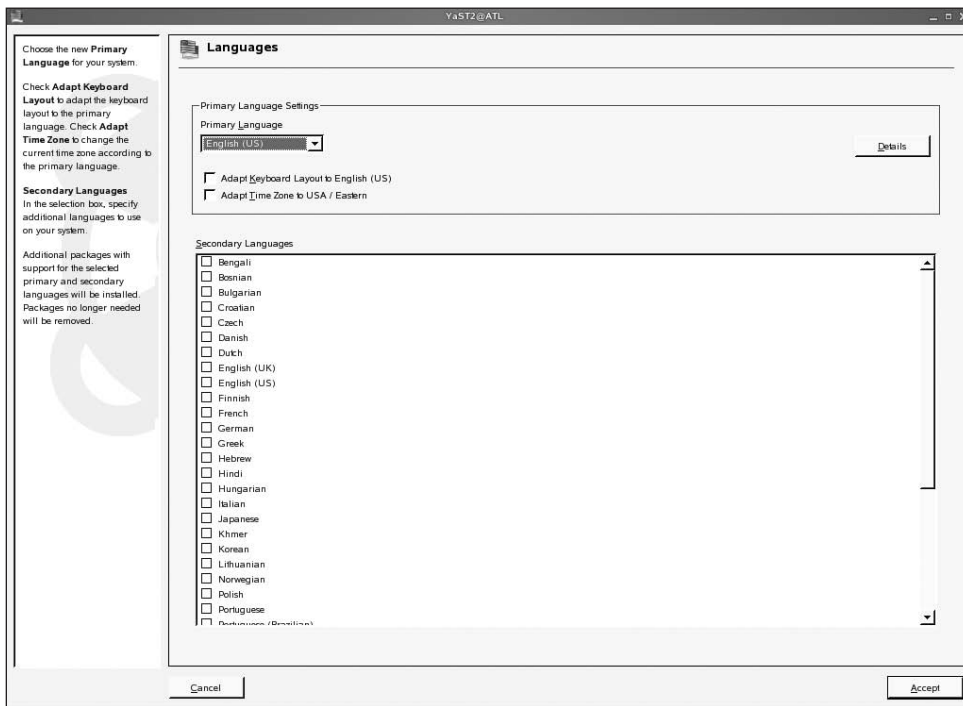 YaST2@ATL
Choose the new Primary
Language for your system.
Check Adapt Keyboard
Layout to adapt the keyboard
layout to the primary
language. Check Adapt
Time Zone to change the
current time zone according to
the primary language.
Secondary Languages
In the selection box, specify
additional languages to use
on your system.
Additional packages with
support for the selected
primary and secondary
languages will be installed.
Packages no longer needed
will be removed.
Languages
Primary Language Settings
Primary Language
English (US)
Details
Adapt Keyboard Layout to English (US)
Adapt Time Zone to USA / Eastern
Secondary Languages
Bengali
Bosnian
Bulgarian
Croatian
Czech
Danish
Dutch
English (UK)
English (US)
Finnish
French
German
Greek
Hebrew
Hindi
Hungarian
Italian
Japanese
Khmer
Korean
Lithuanian
Norwegian
Polish
Portuguese
Portuguese (Brazilian)
Cancel
Accept